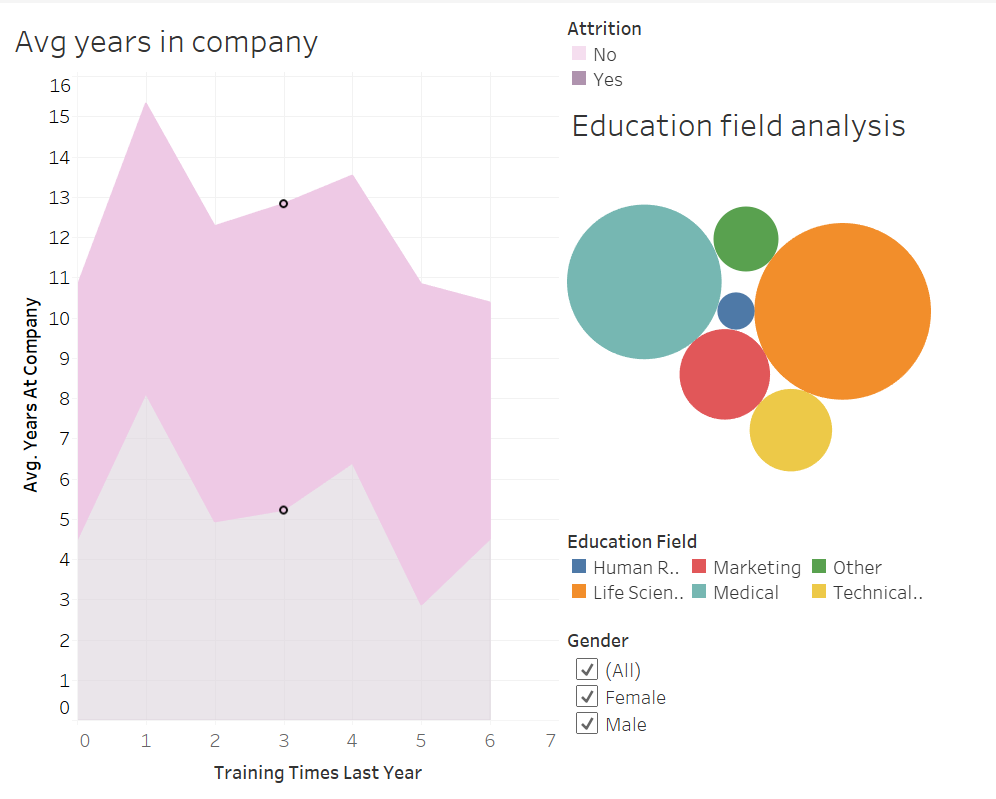 Avg years in company
16
15
14
13
12
11
10
9
8
7
6
5
4
3
2
1
0
Avg. Years At Company
0 1 2 3 4 5 6 7
Training Times Last Year
Attrition
No
Yes
Education field analysis
Education Field
Human R.. Marketing Other
Life Scien.. Medical Technical..
Gender
(All)
Female
Male